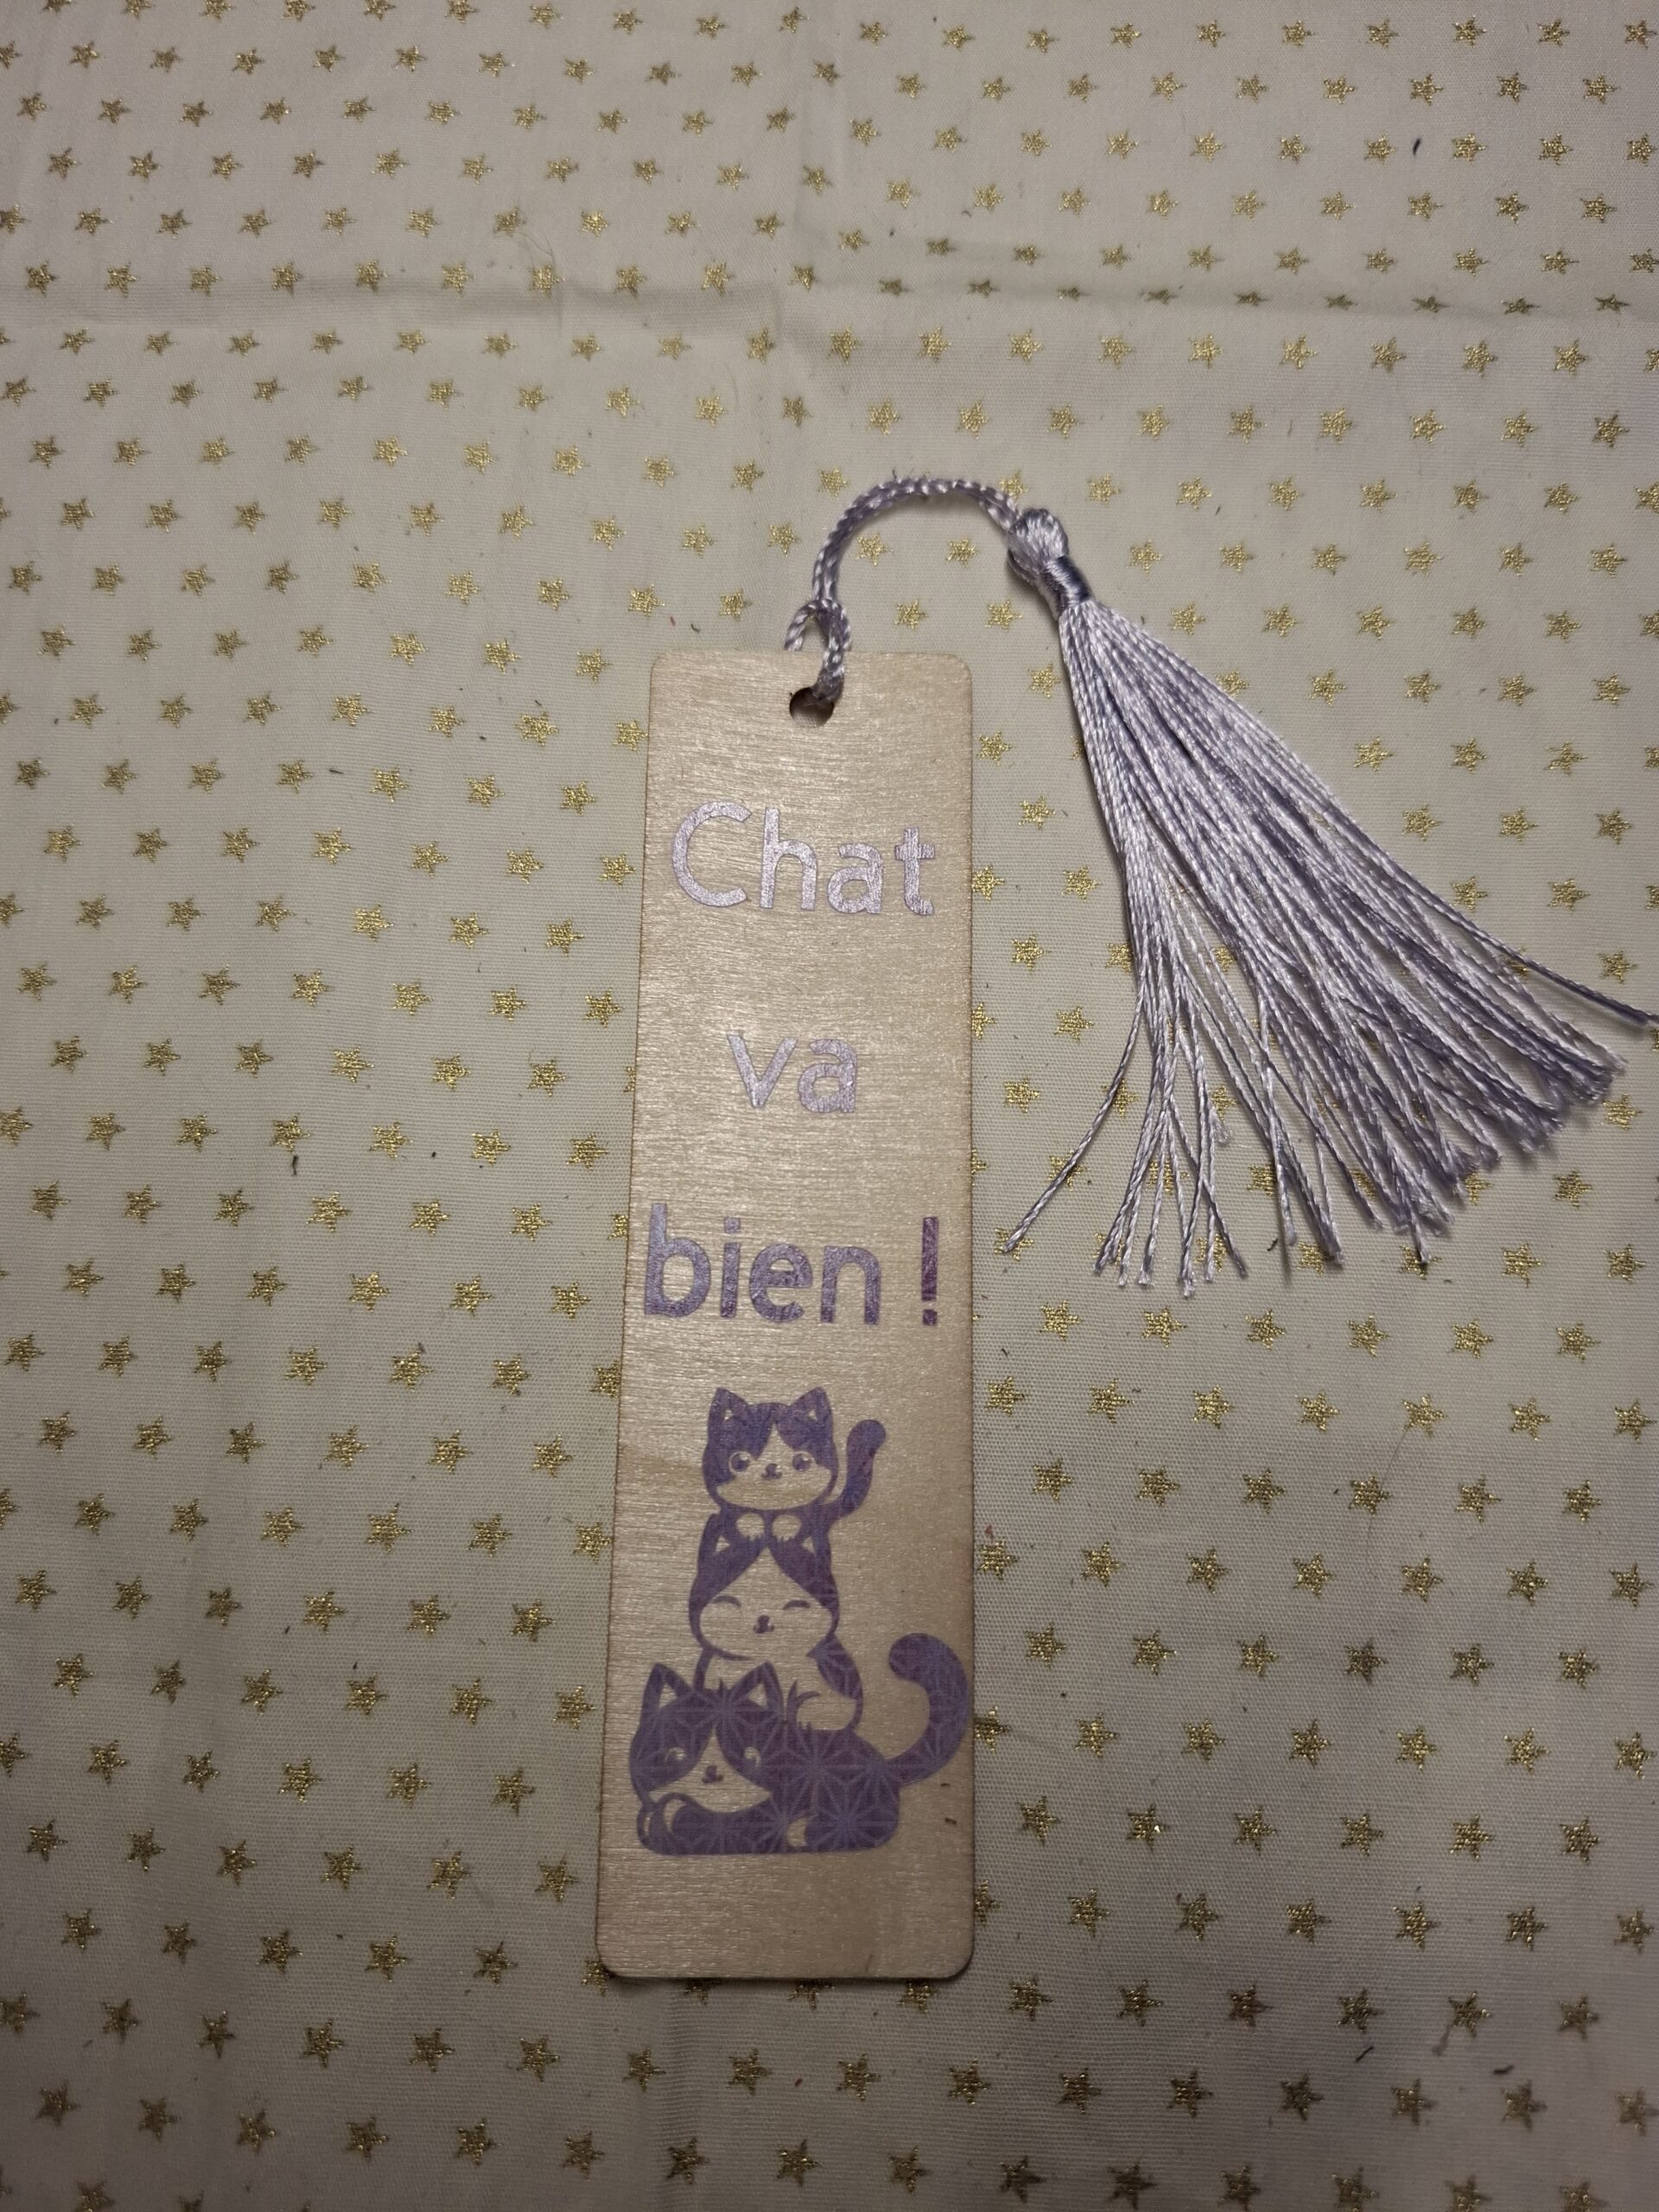 Chat
va
bien !